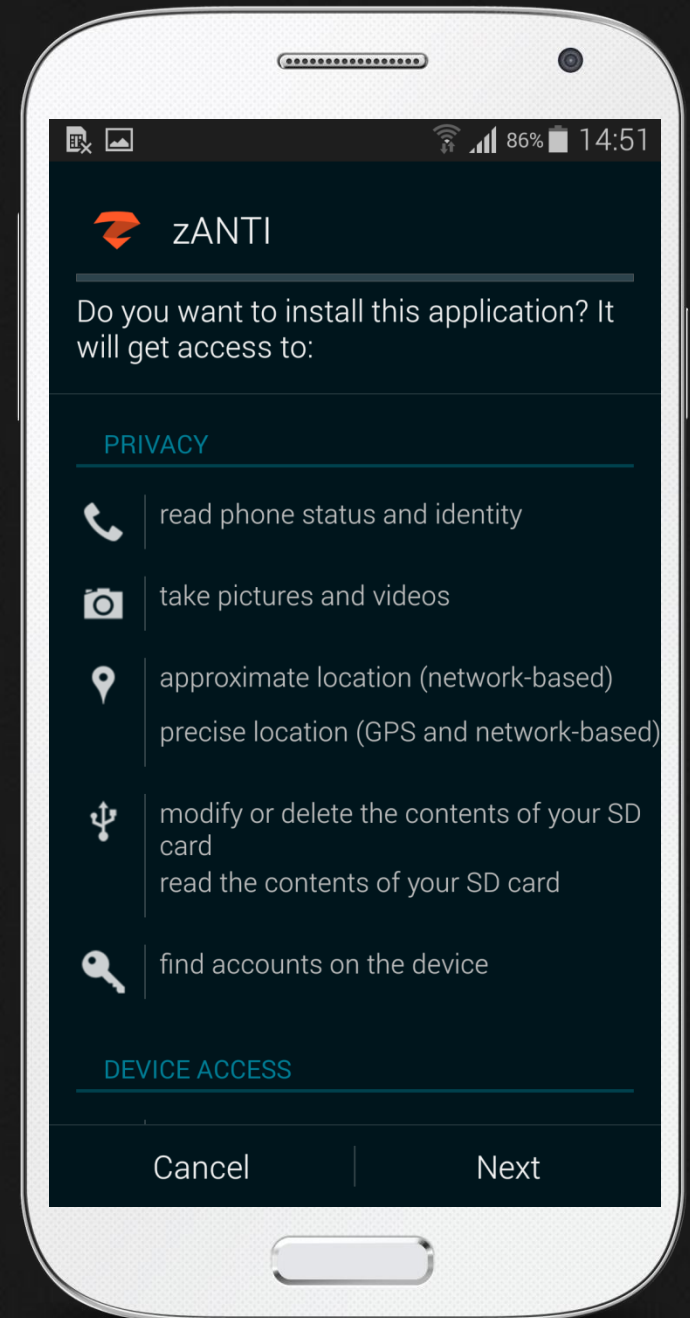 86% 14:51
zANTI
Do you want to install this application? It
will get access to:
PRIVACY
read phone status and identity
take pictures and videos
approximate location (network-based)
precise location (GPS and network-based)
modify or delete the contents of your SD
card
read the contents of your SD card
find accounts on the device
DEVICE ACCESS
Cancel Next